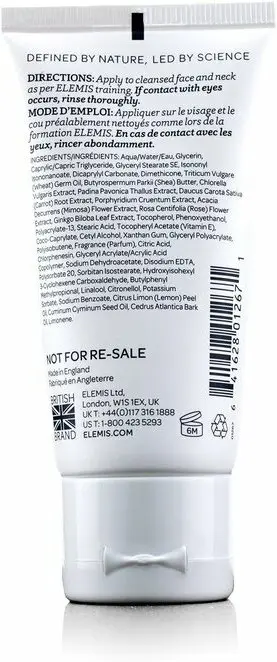 DEFINED BY NATURE, LED BY SCIENCE
DIRECTIONS: Apply to cleansed face and neck
as per ELEMIS training. If contact with eyes
occurs, rinse thoroughly.
MODE D'EMPLOI: Appliquer sur le visage et le
cou préalablement nettoyés comme lors de la
formation ELEMIS. En cas de contact avec les
yeux, rincer abondamment.
INGREDIENTS/INGRÉDIENTS: Aqua/Water/Eau, Glycerin,
Caprylic/Capric Triglyceride, Glyceryl Stearate SE, Isononyl
Isononanoate, Dicaprylyl Carbonate, Dimethicone, Triticum Vulgare
(Wheat) Germ Oil, Butyrospermum Parkii (Shea) Butter, Chlorella
Vulgaris Extract, Padina Pavonica Thallus Extract, Daucus Carota Sativa
(Carrot) Root Extract, Porphyridium Cruentum Extract, Acacia
Decurrens (Mimosa) Flower Extract, Rosa Centifolia (Rose) Flower
Extract, Ginkgo Biloba Leaf Extract, Tocopherol, Phenoxyethanol,
Polyacrylate-13, Stearic Acid, Tocopheryl Acetate (Vitamin E),
Coco-Caprylate, Cetyl Alcohol, Xanthan Gum, Glyceryl Polyacrylate,
Polyisobutene, Fragrance (Parfum), Citric Acid,
Chlorphenesin, Glyceryl Acrylate/Acrylic Acid
Copolymer, Sodium Dehydroacetate, Disodium EDTA,
Polysorbate 20, Sorbitan Isostearate, Hydroxyisohexyl
3-Cyclohexene Carboxaldehyde, Butylphenyl
Methylpropional, Linalool, Citronellol, Potassium
Sorbate, Sodium Benzoate, Citrus Limon (Lemon) Peel
Oil, Cuminum Cyminum Seed Oil, Cedrus Atlantica Bark
Oil, Limonene.
NOT FOR RE-SALE
Made in England
Fabriqué en Angleterre
BRITISH
BRAND
ELEMIS Ltd,
London, W1S 1EX, UK
UK T: +44(0)117 316 1888
US T: 1-800 423 5293
ELEMIS.COM
6M
6 41628 01267 1